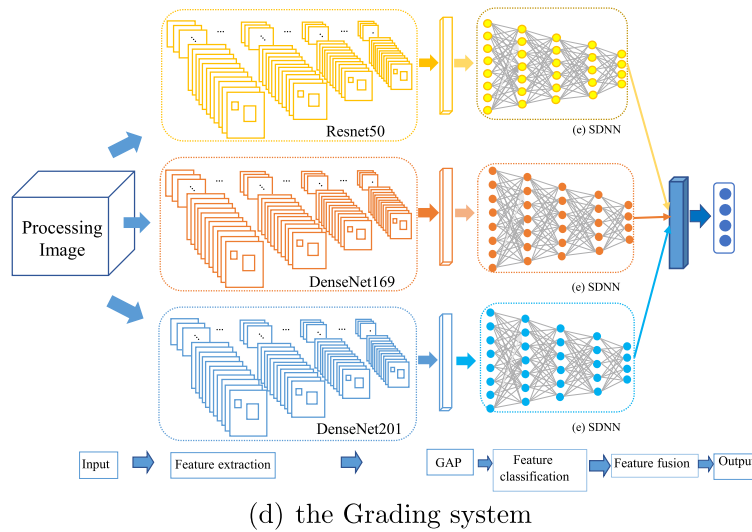 Resnet50
(e) SDNN
Processing
Image
DenseNet169
(e) SDNN
DenseNet201
(e) SDNN
Input
Feature extraction
GAP
Feature
classification
Feature fusion
Output
(d) the Grading system